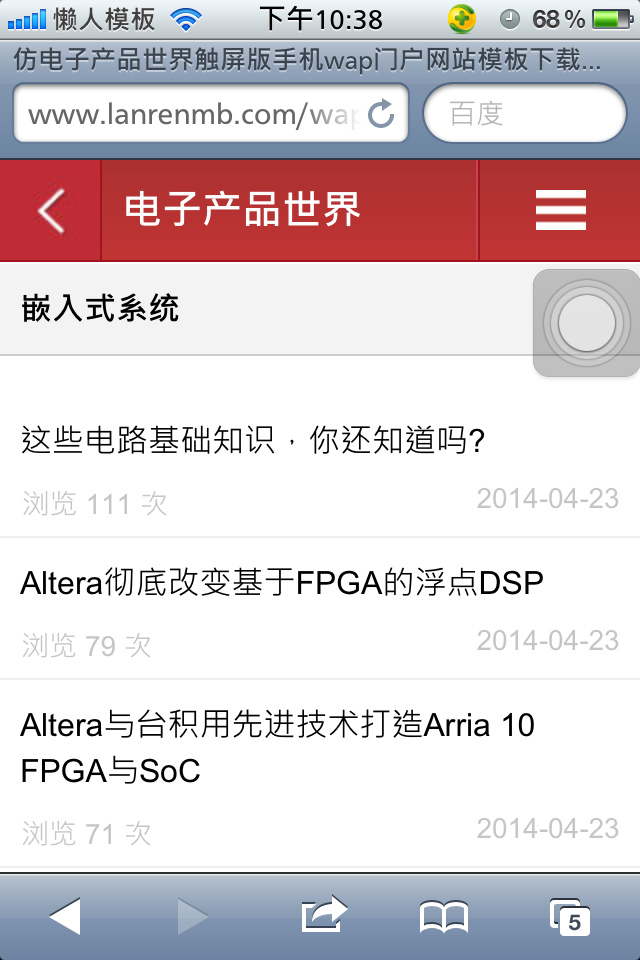 懒人模板 下午10:38 68%
仿电子产品世界触屏版手机wap门户网站模板下载...
www.lanrenmb.com/wap 百度
电子产品世界
嵌入式系统
这些电路基础知识，你还知道吗?
浏览 111 次 2014-04-23
Altera彻底改变基于FPGA的浮点DSP
浏览 79 次 2014-04-23
Altera与台积用先进技术打造Arria 10
FPGA与SoC
浏览 71 次 2014-04-23
5